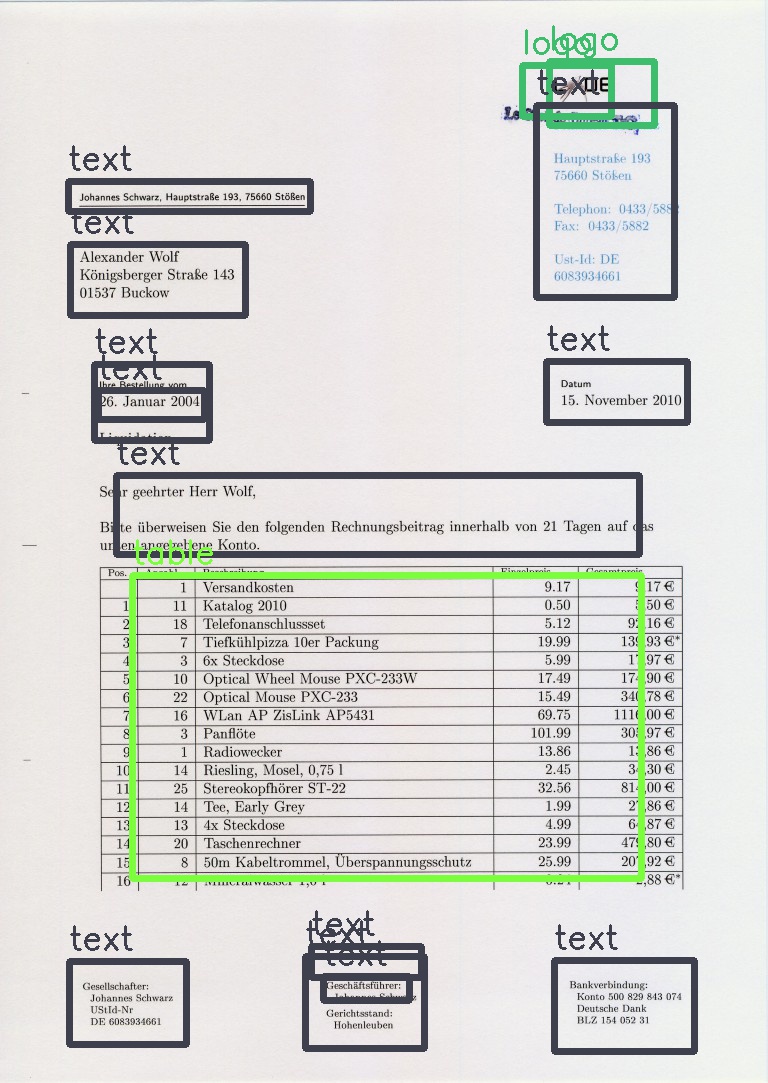 logo
logo
text
Hauptstraße 193
75660 Stößen
Telephon: 0433/5882
Fax: 0433/5882
Ust-Id: DE
6083934661
text
Johannes Schwarz, Hauptstraße 193, 75660 Stößen
text
Alexander Wolf
Königsberger Straße 143
01537 Buckow
text
text
Ihre Bestellung vom
26. Januar 2004
Liquidation
text
Datum
15. November 2010
text
Sehr geehrter Herr Wolf,
Bitte überweisen Sie den folgenden Rechnungsbeitrag innerhalb von 21 Tagen auf das
unten angegebene Konto.
table
Pos. Anzahl Beschreibung Einzelpreis Gesamtpreis
1 Versandkosten 9.17 9.17 €
1 11 Katalog 2010 0.50 5.50 €
2 18 Telefonanschlussset 5.12 92.16 €
3 7 Tiefkühlpizza 10er Packung 19.99 139.93 €*
4 3 6x Steckdose 5.99 17.97 €
5 10 Optical Wheel Mouse PXC-233W 17.49 174.90 €
6 22 Optical Mouse PXC-233 15.49 340.78 €
7 16 WLan AP ZisLink AP5431 69.75 1116.00 €
8 3 Panflöte 101.99 305.97 €
9 1 Radiowecker 13.86 13.86 €
10 14 Riesling, Mosel, 0,75 l 2.45 34.30 €
11 25 Stereokopfhörer ST-22 32.56 814.00 €
12 14 Tee, Early Grey 1.99 27.86 €
13 13 4x Steckdose 4.99 64.87 €
14 20 Taschenrechner 23.99 479.80 €
15 8 50m Kabeltrommel, Überspannungsschutz 25.99 207.92 €
16 12 Mineralwasser 1,0 l 0.24 2,88 €*
text
Gesellschafter:
Johannes Schwarz
UStId-Nr
DE 6083934661
text
text
text
Geschäftsführer:
Johannes Schwarz
Gerichtsstand:
Hohenleuben
text
Bankverbindung:
Konto 500 829 843 074
Deutsche Dank
BLZ 154 052 31